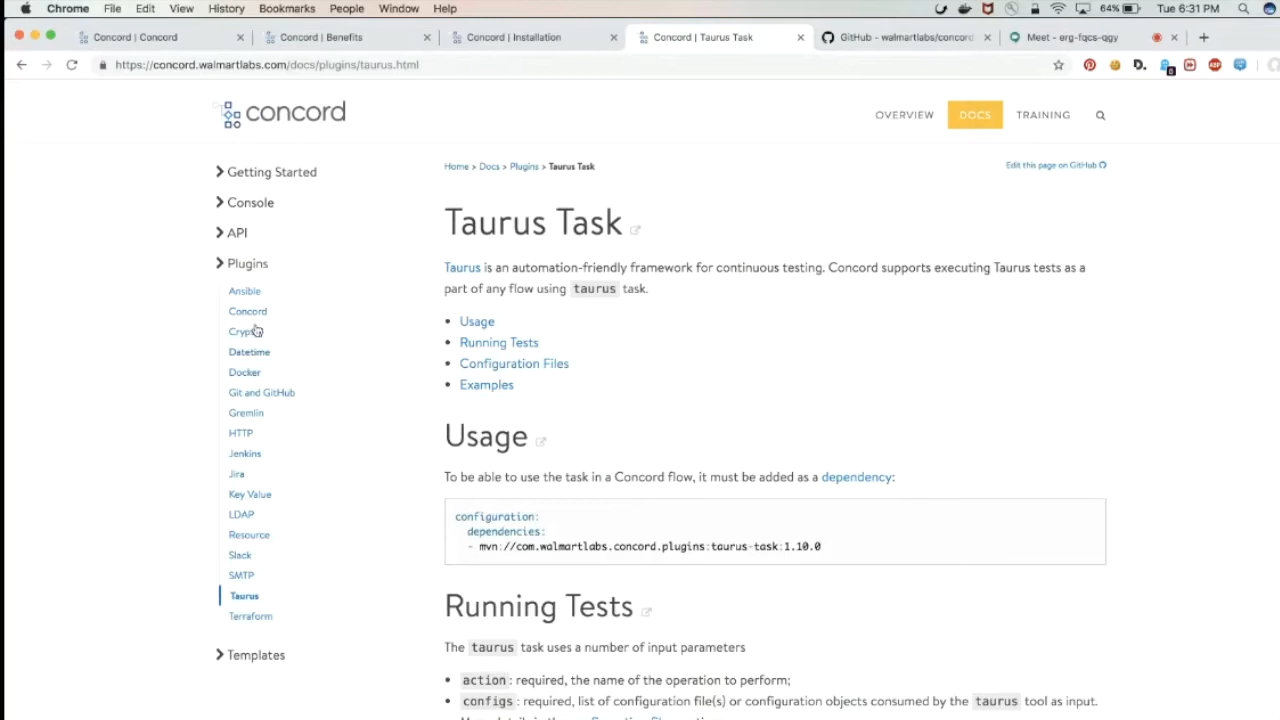 Chrome File Edit View History Bookmarks People Window Help 64% Tue 6:31 PM
Concord | Concord Concord | Benefits Concord | Installation Concord | Taurus Task GitHub - walmartlabs/concord Meet - erg-fqcs-qgy
https://concord.walmartlabs.com/docs/plugins/taurus.html
concord
OVERVIEW DOCS TRAINING
Getting Started
Console
API
Plugins
Ansible
Concord
Crypto
Datetime
Docker
Git and GitHub
Gremlin
HTTP
Jenkins
Jira
Key Value
LDAP
Resource
Slack
SMTP
Taurus
Terraform
Templates
Home > Docs > Plugins > Taurus Task
Edit this page on GitHub
Taurus Task
Taurus is an automation-friendly framework for continuous testing. Concord supports executing Taurus tests as a
part of any flow using taurus task.
• Usage
• Running Tests
• Configuration Files
• Examples
Usage
To be able to use the task in a Concord flow, it must be added as a dependency:
configuration:
dependencies:
- mvn://com.walmartlabs.concord.plugins:taurus-task:1.10.0
Running Tests
The taurus task uses a number of input parameters
• action: required, the name of the operation to perform;
• configs: required, list of configuration file(s) or configuration objects consumed by the taurus tool as input.